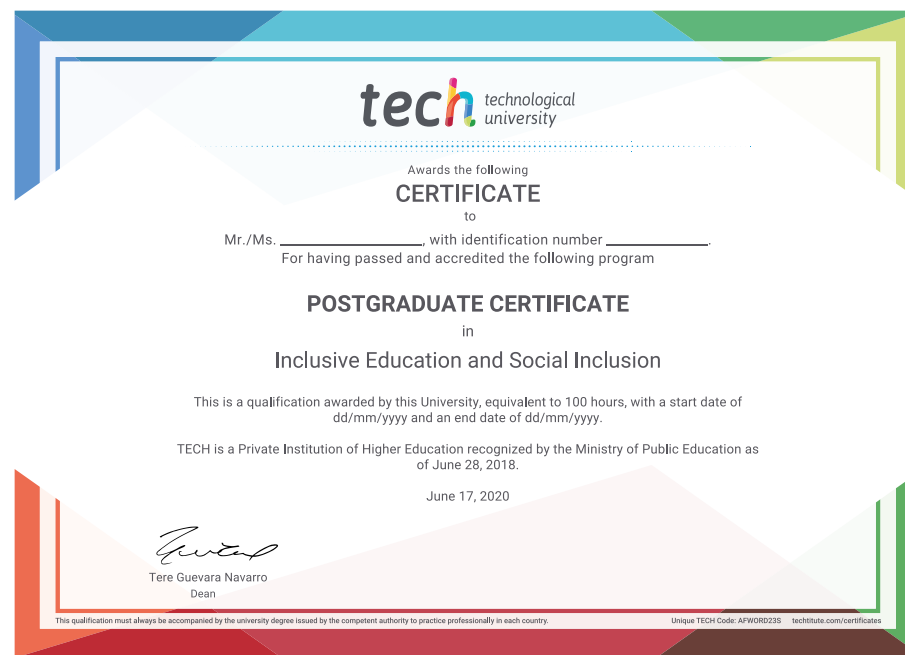 tech technological
university
Awards the following
CERTIFICATE
to
Mr./Ms. ____________________, with identification number ______________.
For having passed and accredited the following program
POSTGRADUATE CERTIFICATE
in
Inclusive Education and Social Inclusion
This is a qualification awarded by this University, equivalent to 100 hours, with a start date of
dd/mm/yyyy and an end date of dd/mm/yyyy.
TECH is a Private Institution of Higher Education recognized by the Ministry of Public Education as
of June 28, 2018.
June 17, 2020
Tere Guevara Navarro
Dean
This qualification must always be accompanied by the university degree issued by the competent authority to practice professionally in each country.
Unique TECH Code: AFWORD23S techtitute.com/certificates